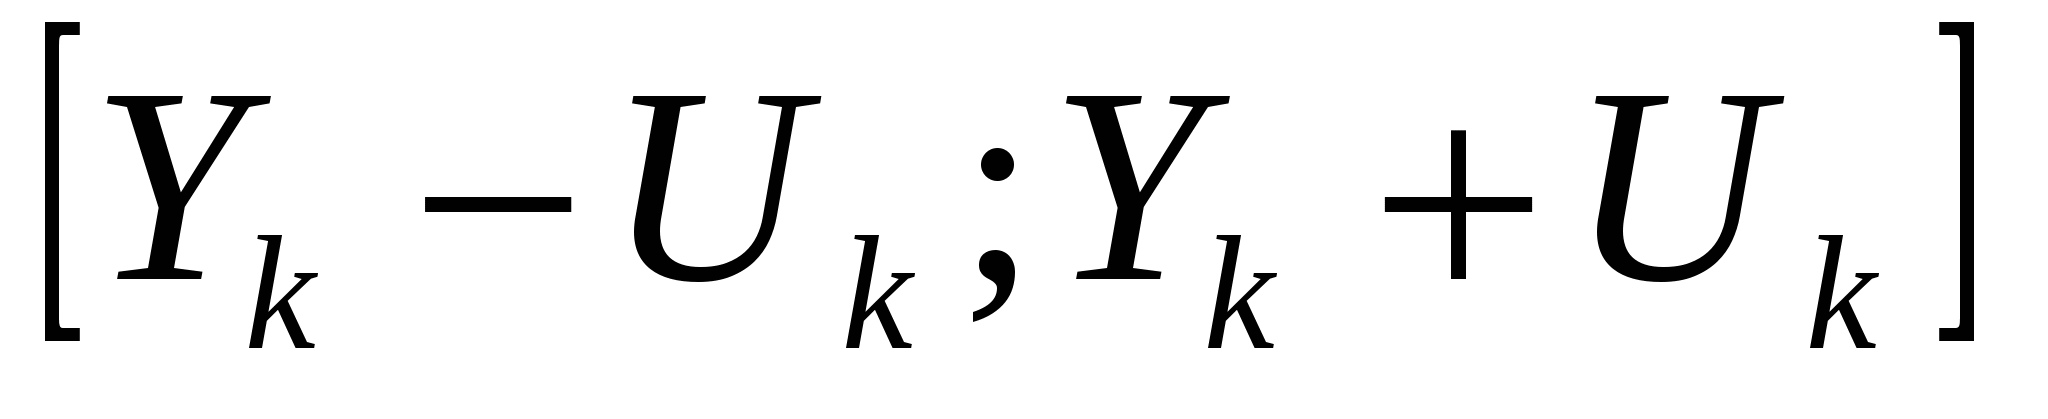 [Y_k − U_k ; Y_k + U_k]